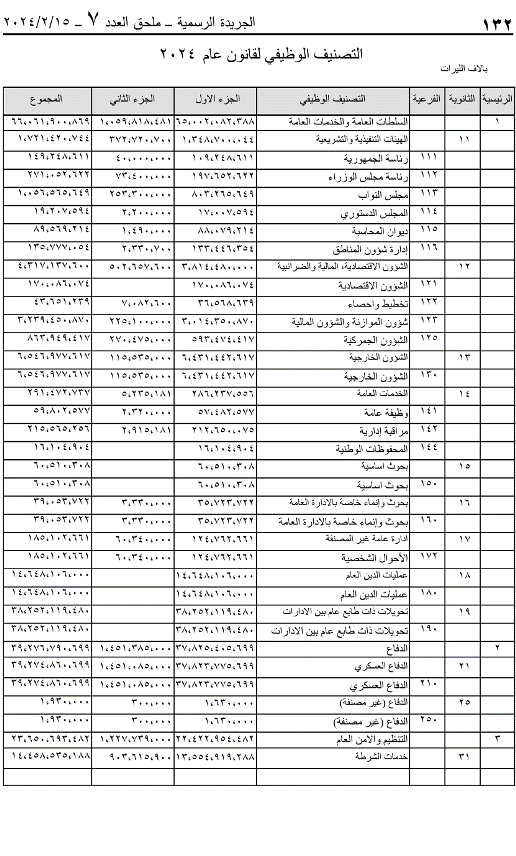 ١٣٢
الجريدة الرسمية – ملحق العدد ٧ – ٢٠٢٤/٢/١٥
التصنيف الوظيفي لقانون عام ٢٠٢٤
بالاف الليرات
الرئيسية الثانوية الفرعية التصنيف الوظيفي الجزء الاول الجزء الثاني المجموع
١ السلطات العامة والخدمات العامة ٦٥،٠٠٢،٠٨٢،٣٨٨ ١،٠٥٩،٨١٨،٤٨١ ٦٦،٠٦١،٩٠٠،٨٦٩
١١ الهيئات التنفيذية والتشريعية ١،٣٤٨،٧٠٠،٠٤٤ ٣٧٢،٧٢٠،٧٠٠ ١،٧٢١،٤٢٠،٧٤٤
١١١ رئاسة الجمهورية ١٠٩،٢٤٨،٦١١ ٤٠،٠٠٠،٠٠٠ ١٤٩،٢٤٨،٦١١
١١٢ رئاسة مجلس الوزراء ١٩٧،٦٥٢،٦٢٢ ٧٣،٤٠٠،٠٠٠ ٢٧١،٠٥٢،٦٢٢
١١٣ مجلس النواب ٨٠٣،٢٦٥،٦٤٩ ٢٥٣،٣٠٠،٠٠٠ ١،٠٥٦،٥٦٥،٦٤٩
١١٤ المجلس الدستوري ١٧،٠٠٧،٥٩٤ ٢،٢٠٠،٠٠٠ ١٩،٢٠٧،٥٩٤
١١٥ ديوان المحاسبة ٨٨،٠٧٩،٢١٤ ١،٤٩٠،٠٠٠ ٨٩،٥٦٩،٢١٤
١١٦ إدارة شؤون المناطق ١٣٣،٤٤٦،٣٥٤ ٢،٣٣٠،٧٠٠ ١٣٥،٧٧٧،٠٥٤
١٢ الشؤون الاقتصادية، المالية والضرائبية ٣،٨١٤،٤٨٠،٠٠٠ ٥٠٢،٦٥٧،٦٠٠ ٤،٣١٧،١٣٧،٦٠٠
١٢١ الشؤون الاقتصادية ١٧٠،٠٨٦،٠٧٤ ١٧٠،٠٨٦،٠٧٤
١٢٢ تخطيط واحصاء ٣٦،٥٦٨،٦٣٩ ٧،٠٨٢،٦٠٠ ٤٣،٦٥١،٢٣٩
١٢٣ شؤون الموازنة والشؤون المالية ٣،٠١٤،٣٥٠،٨٧٠ ٢٢٥،١٠٠،٠٠٠ ٣،٢٣٩،٤٥٠،٨٧٠
١٢٥ الشؤون الجمركية ٥٩٣،٤٧٤،٤١٧ ٢٧٠،٤٧٥،٠٠٠ ٨٦٣،٩٤٩،٤١٧
١٣ الشؤون الخارجية ٦،٤٣١،٤٤٢،٦١٧ ١١٥،٥٣٥،٠٠٠ ٦،٥٤٦،٩٧٧،٦١٧
١٣٠ الشؤون الخارجية ٦،٤٣١،٤٤٢،٦١٧ ١١٥،٥٣٥،٠٠٠ ٦،٥٤٦،٩٧٧،٦١٧
١٤ الخدمات العامة ٢٨٦،٢٣٧،٥٥٦ ٥،٢٣٥،١٨١ ٢٩١،٤٧٢،٧٣٧
١٤١ وظيفة عامة ٥٧،٤٨٢،٥٧٧ ٢،٣٢٠،٠٠٠ ٥٩،٨٠٢،٥٧٧
١٤٢ مراقبة إدارية ٢١٢،٦٥٠،٠٧٥ ٢،٩١٥،١٨١ ٢١٥،٥٦٥،٢٥٦
١٤٤ المحفوظات الوطنية ١٦،١٠٤،٩٠٤ ١٦،١٠٤،٩٠٤
١٥ بحوث اساسية ٦٠،٥١٠،٣٠٨ ٦٠،٥١٠،٣٠٨
١٥٠ بحوث اساسية ٦٠،٥١٠،٣٠٨ ٦٠،٥١٠،٣٠٨
١٦ بحوث وإنماء خاصة بالادارة العامة ٣٥،٧٢٣،٧٢٢ ٣،٣٣٠،٠٠٠ ٣٩،٠٥٣،٧٢٢
١٦٠ بحوث وإنماء خاصة بالادارة العامة ٣٥،٧٢٣،٧٢٢ ٣،٣٣٠،٠٠٠ ٣٩،٠٥٣،٧٢٢
١٧ ادارة عامة غير المصنفة ١٢٤،٧٦٢،٦٦١ ٦٠،٣٤٠،٠٠٠ ١٨٥،١٠٢،٦٦١
١٧٢ الأحوال الشخصية ١٢٤،٧٦٢،٦٦١ ٦٠،٣٤٠،٠٠٠ ١٨٥،١٠٢،٦٦١
١٨ عمليات الدين العام ١٤،٦٤٨،١٠٦،٠٠٠ ١٤،٦٤٨،١٠٦،٠٠٠
١٨٠ عمليات الدين العام ١٤،٦٤٨،١٠٦،٠٠٠ ١٤،٦٤٨،١٠٦،٠٠٠
١٩ تحويلات ذات طابع عام بين الادارات ٣٨،٢٥٢،١١٩،٤٨٠ ٣٨،٢٥٢،١١٩،٤٨٠
١٩٠ تحويلات ذات طابع عام بين الادارات ٣٨،٢٥٢،١١٩،٤٨٠ ٣٨،٢٥٢،١١٩،٤٨٠
٢ الدفاع ٣٧،٨٢٥،٤٠٥،٦٩٩ ١،٤٥١،٣٨٥،٠٠٠ ٣٩،٢٧٦،٧٩٠،٦٩٩
٢١ الدفاع العسكري ٣٧،٨٢٣،٧٧٥،٦٩٩ ١،٤٥١،٠٨٥،٠٠٠ ٣٩،٢٧٤،٨٦٠،٦٩٩
٢١٠ الدفاع العسكري ٣٧،٨٢٣،٧٧٥،٦٩٩ ١،٤٥١،٠٨٥،٠٠٠ ٣٩،٢٧٤،٨٦٠،٦٩٩
٢٥ الدفاع (غير مصنفة) ١،٦٣٠،٠٠٠ ٣٠٠،٠٠٠ ١،٩٣٠،٠٠٠
٢٥٠ الدفاع (غير مصنفة) ١،٦٣٠،٠٠٠ ٣٠٠،٠٠٠ ١،٩٣٠،٠٠٠
٣ التنظيم والامن العام ٢٢،٤٢٢،٩٥٤،٤٨٢ ١،٢٢٧،٧٣٩،٠٠٠ ٢٣،٦٥٠،٦٩٣،٤٨٢
٣١ خدمات الشرطة ١٣،٥٥٤،٩١٩،٢٨٨ ٩٠٣،٦١٥،٩٠٠ ١٤،٤٥٨،٥٣٥،١٨٨